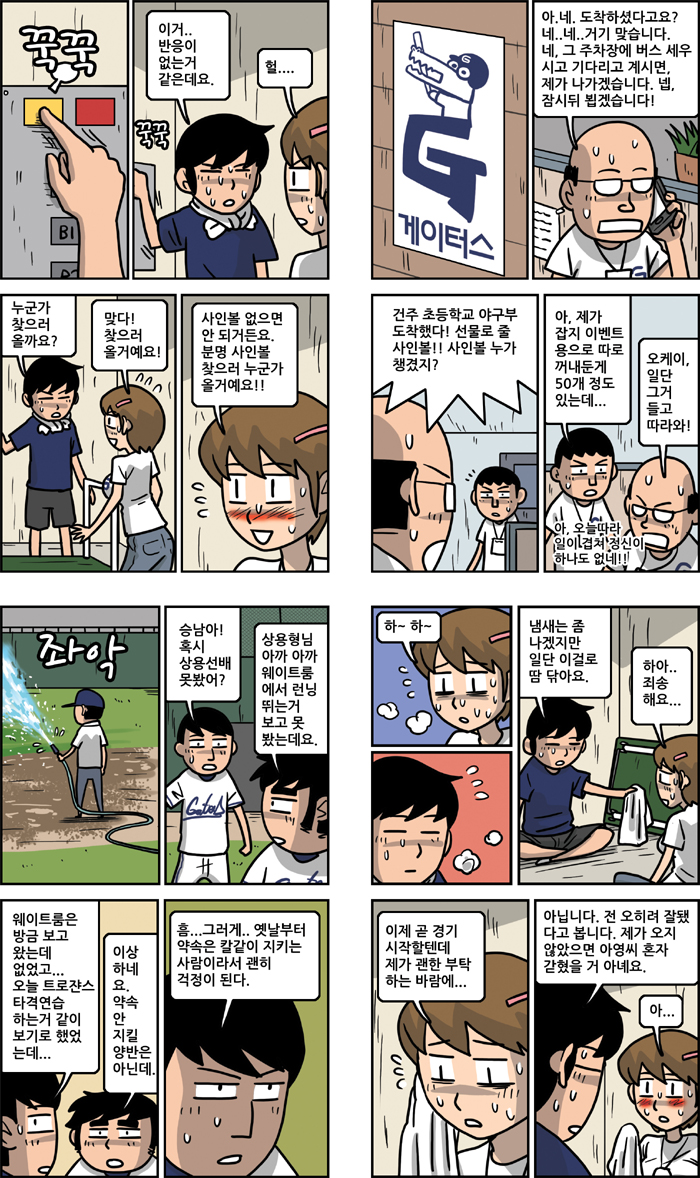 꾹꾹
B1
이거..
반응이
없는거
같은데요.
헐....
꾹꾹
누군가
찾으러
올까요?
맞다!
찾으러
올거예요!
사인볼 없으면
안 되거든요.
분명 사인볼
찾으러 누군가
올거예요!!
G
게이터스
아.네. 도착하셨다고요?
네..네..거기 맞습니다.
네, 그 주차장에 버스 세우
시고 기다리고 계시면,
제가 나가겠습니다. 넵,
잠시뒤 뵙겠습니다!
건주 초등학교 야구부
도착했다! 선물로 줄
사인볼!! 사인볼 누가
챙겼지?
아, 제가
잡지 이벤트
용으로 따로
꺼내둔게
50개 정도
있는데...
오케이,
일단
그거
들고
따라와!
아, 오늘따라
일이 겹쳐 정신이
하나도 없네!!
좌악
승남아!
혹시
상용선배
못봤어?
상용형님
아까 아까
웨이트룸
에서 런닝
뛰는거
보고 못
봤는데요.
Gators
웨이트룸은
방금 보고
왔는데
없었고...
오늘 트로쟌스
타격연습
하는거 같이
보기로 했었
는데...
이상
하네
요.
약속
안
지킬
양반은
아닌데.
흠...그러게.. 옛날부터
약속은 칼같이 지키는
사람이라서 괜히
걱정이 된다.
하~ 하~
냄새는 좀
나겠지만
일단 이걸로
땀 닦아요.
하아..
죄송
해요...
이제 곧 경기
시작할텐데
제가 괜한 부탁
하는 바람에...
아닙니다. 전 오히려 잘됐
다고 봅니다. 제가 오지
않았으면 아영씨 혼자
갇혔을 거 아네요.
아...